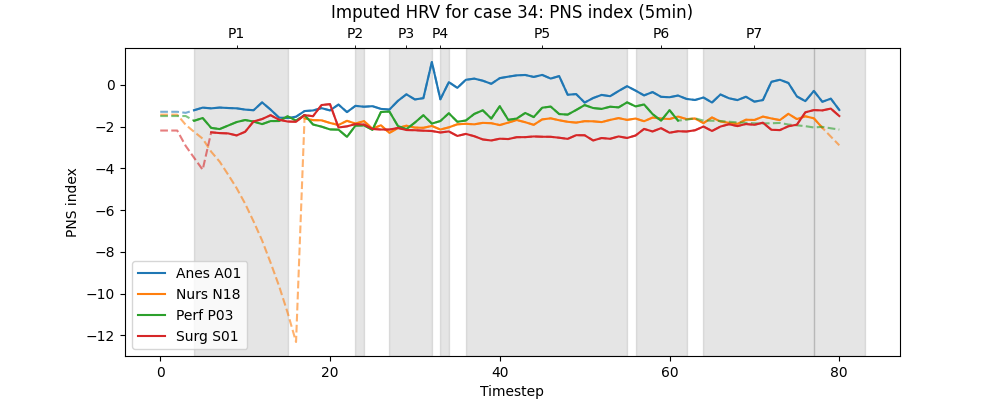 Imputed HRV for case 34: PNS index (5min)
P1 P2 P3 P4 P5 P6 P7
PNS index
0
−2
−4
−6
−8
−10
−12
Anes A01
Nurs N18
Perf P03
Surg S01
0 20 40 60 80
Timestep